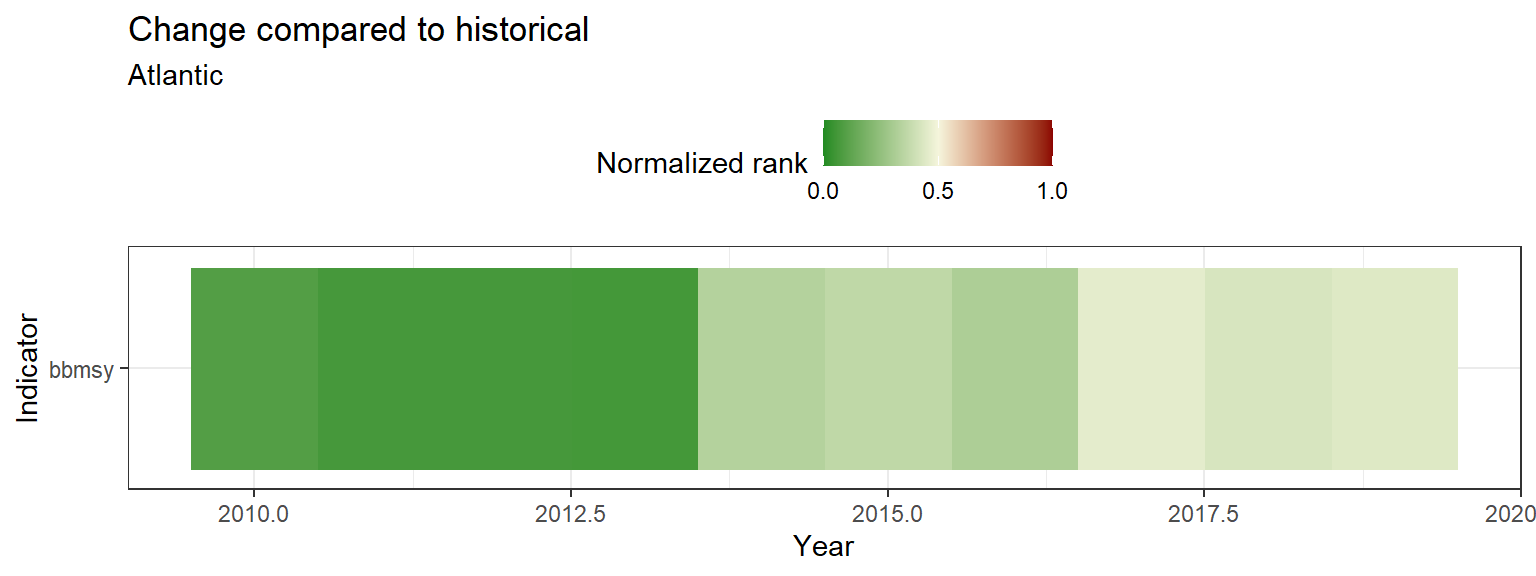 Change compared to historical
Atlantic
Normalized rank
0.0 0.5 1.0
Indicator
bbmsy
2010.0 2012.5 2015.0 2017.5 2020
Year